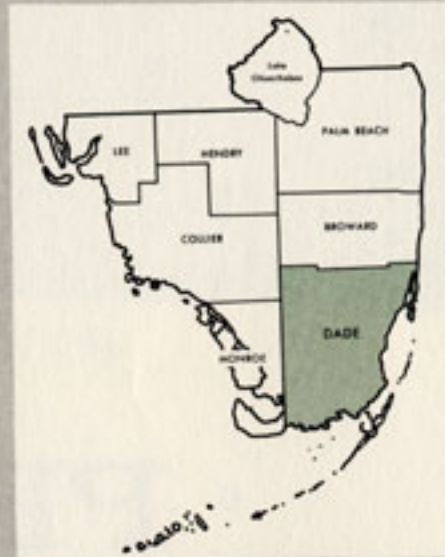 Lake
Okeechobee
PALM BEACH
LEE
HENDRY
BROWARD
COLLIER
DADE
MONROE